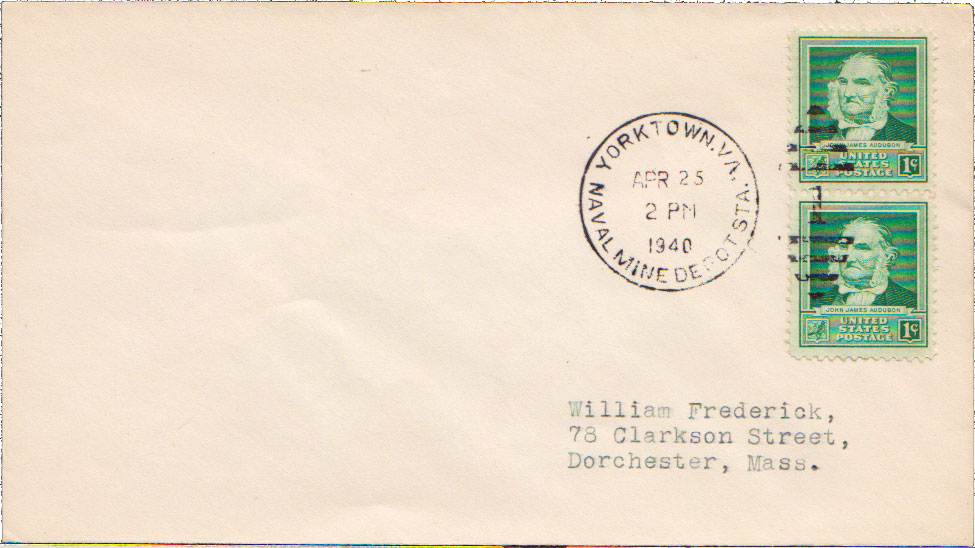 YORKTOWN, VA.
NAVAL MINE DEPOT STA.
APR 25
2 PM
1940
JOHN JAMES AUDUBON
UNITED
STATES
POSTAGE
1¢
JOHN JAMES AUDUBON
UNITED
STATES
POSTAGE
1¢
William Frederick,
78 Clarkson Street,
Dorchester, Mass.